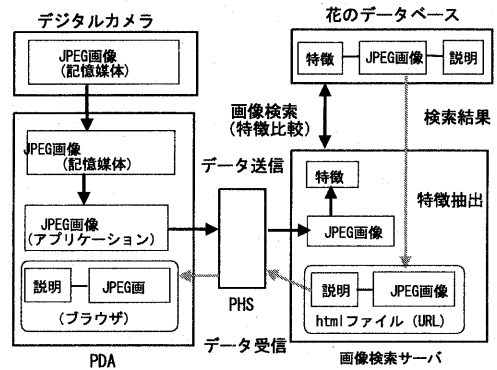 デジタルカメラ
JPEG画像
(記憶媒体)
JPEG画像
(記憶媒体)
JPEG画像
(アプリケーション)
説明
JPEG画
(ブラウザ)
PDA
データ送信
PHS
データ受信
花のデータベース
特徴
JPEG画像
説明
画像検索
(特徴比較)
検索結果
特徴
特徴抽出
JPEG画像
説明
JPEG画像
htmlファイル(URL)
画像検索サーバ